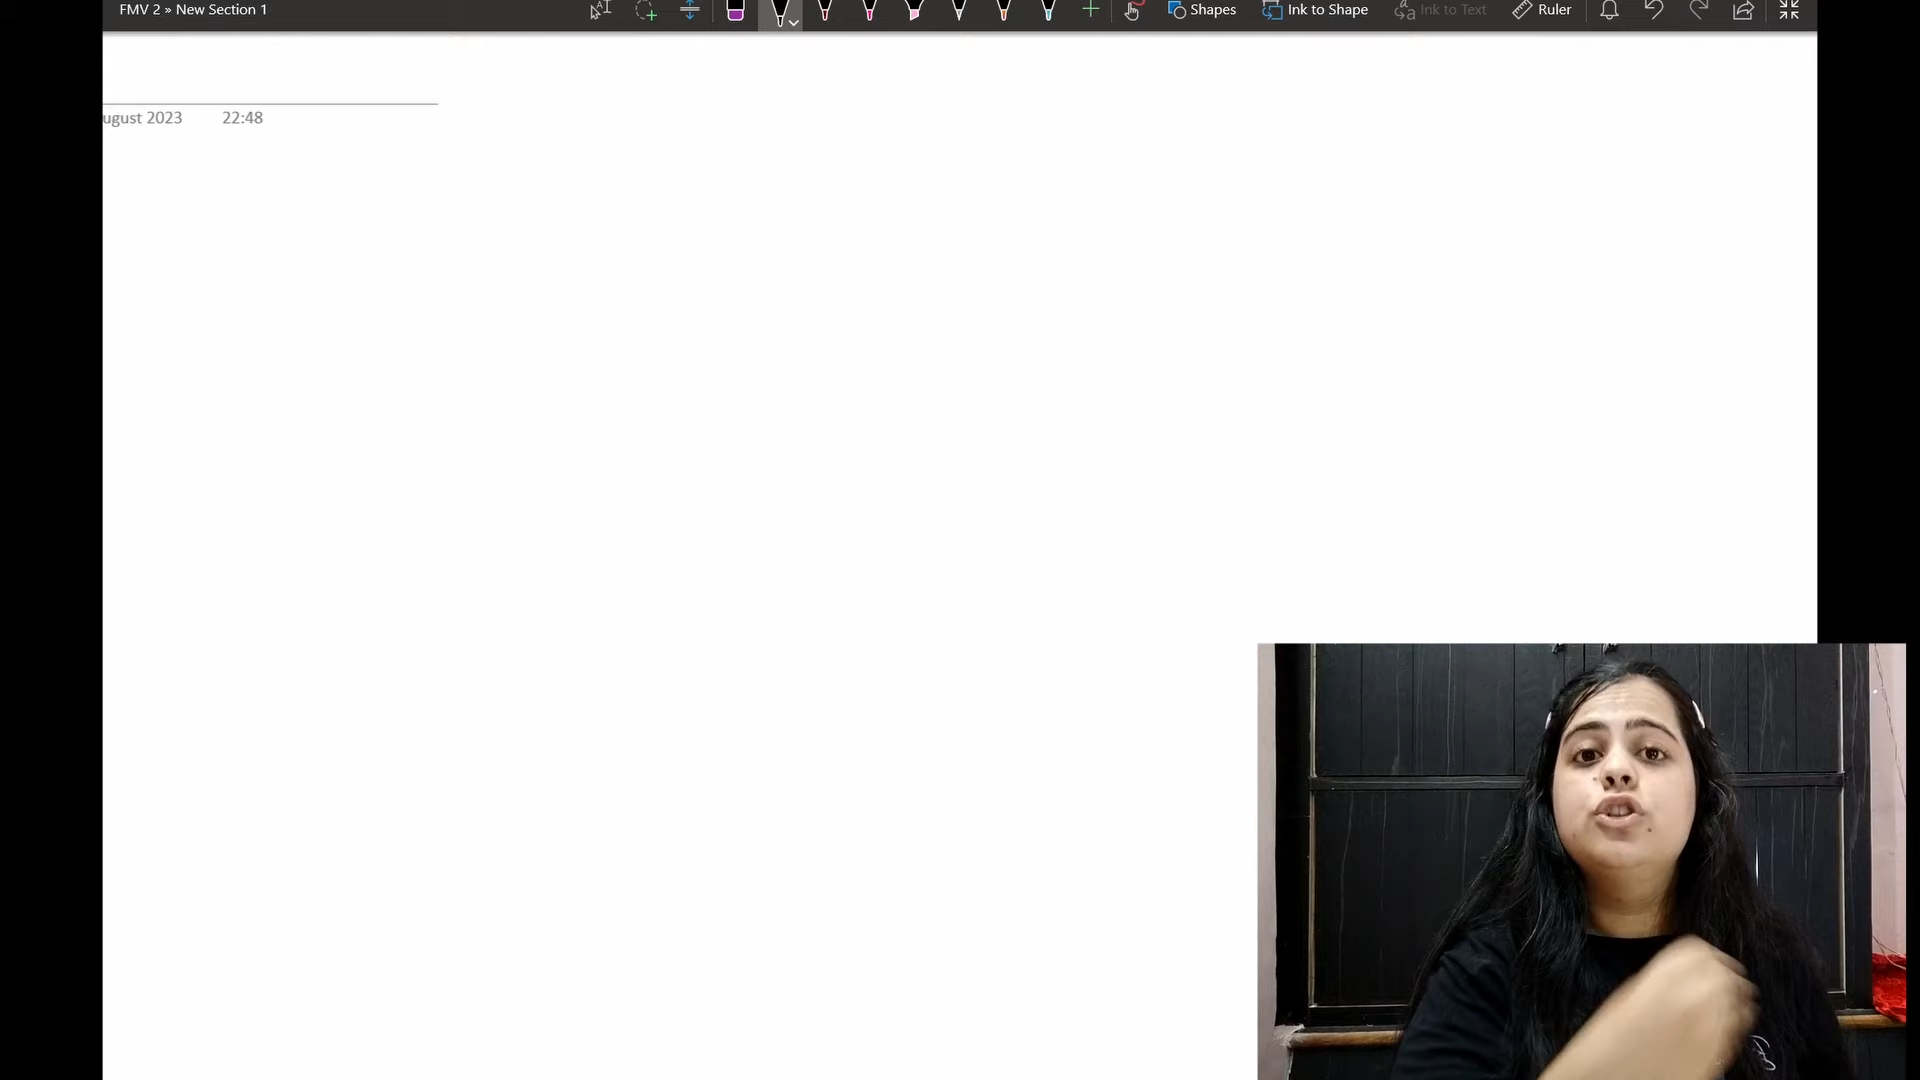 FMV 2 » New Section 1
Shapes
Ink to Shape
Ink to Text
Ruler
ugust 2023 22:48